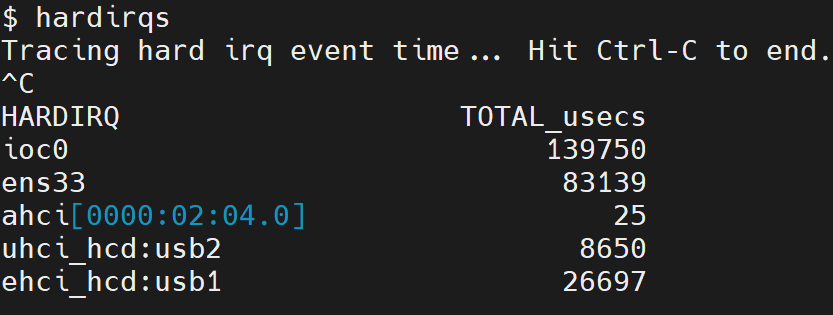 $ hardirqs
Tracing hard irq event time... Hit Ctrl-C to end.
^C
HARDIRQ TOTAL_usecs
ioc0 139750
ens33 83139
ahci[0000:02:04.0] 25
uhci_hcd:usb2 8650
ehci_hcd:usb1 26697